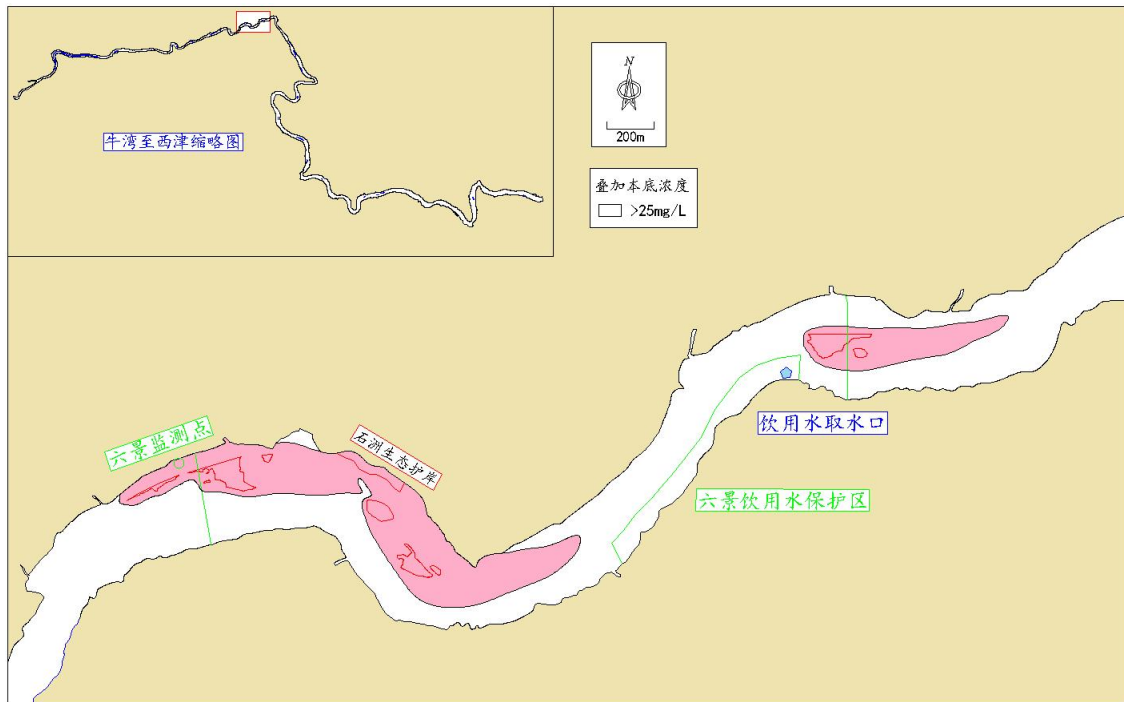 牛湾至西津缩略图
N
200m
叠加本底浓度
>25mg/L
六景监测点
石洲生态护岸
饮用水取水口
六景饮用水保护区